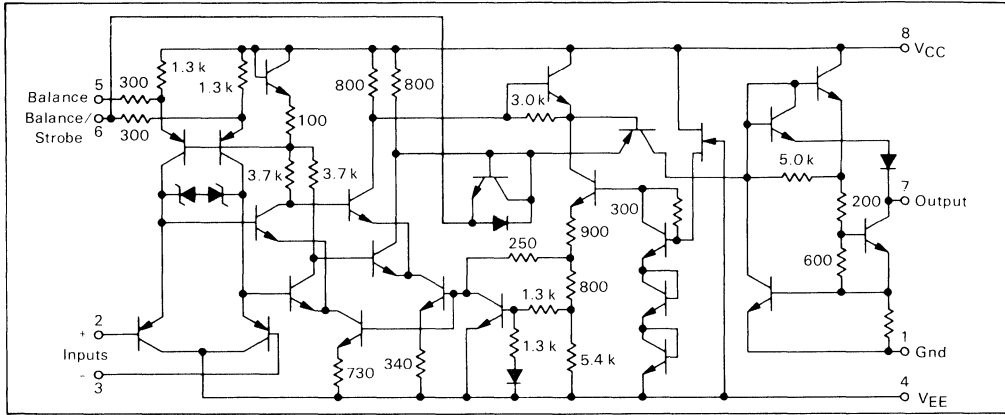 8
VCC
5
300
1.3 k
1.3 k
800
800
Balance
Balance/
Strobe
6
300
100
3.0 k
3.7 k
3.7 k
5.0 k
7
Output
300
200
900
250
600
800
1.3 k
2
+
Inputs
-
3
1.3 k
5.4 k
730
340
1
Gnd
4
VEE